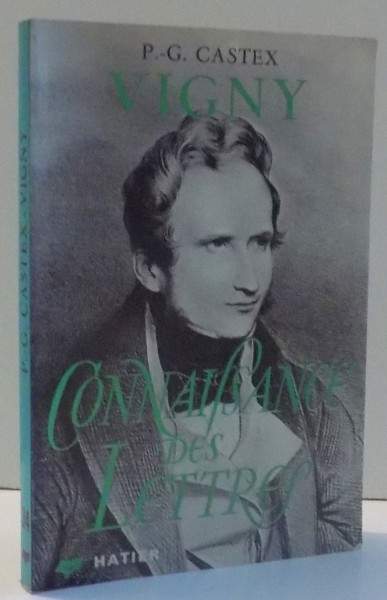 P.-G. CASTEX
VIGNY
CONNAISSANCE
DES
LETTRES
HATIER
P.-G. CASTEX - VIGNY